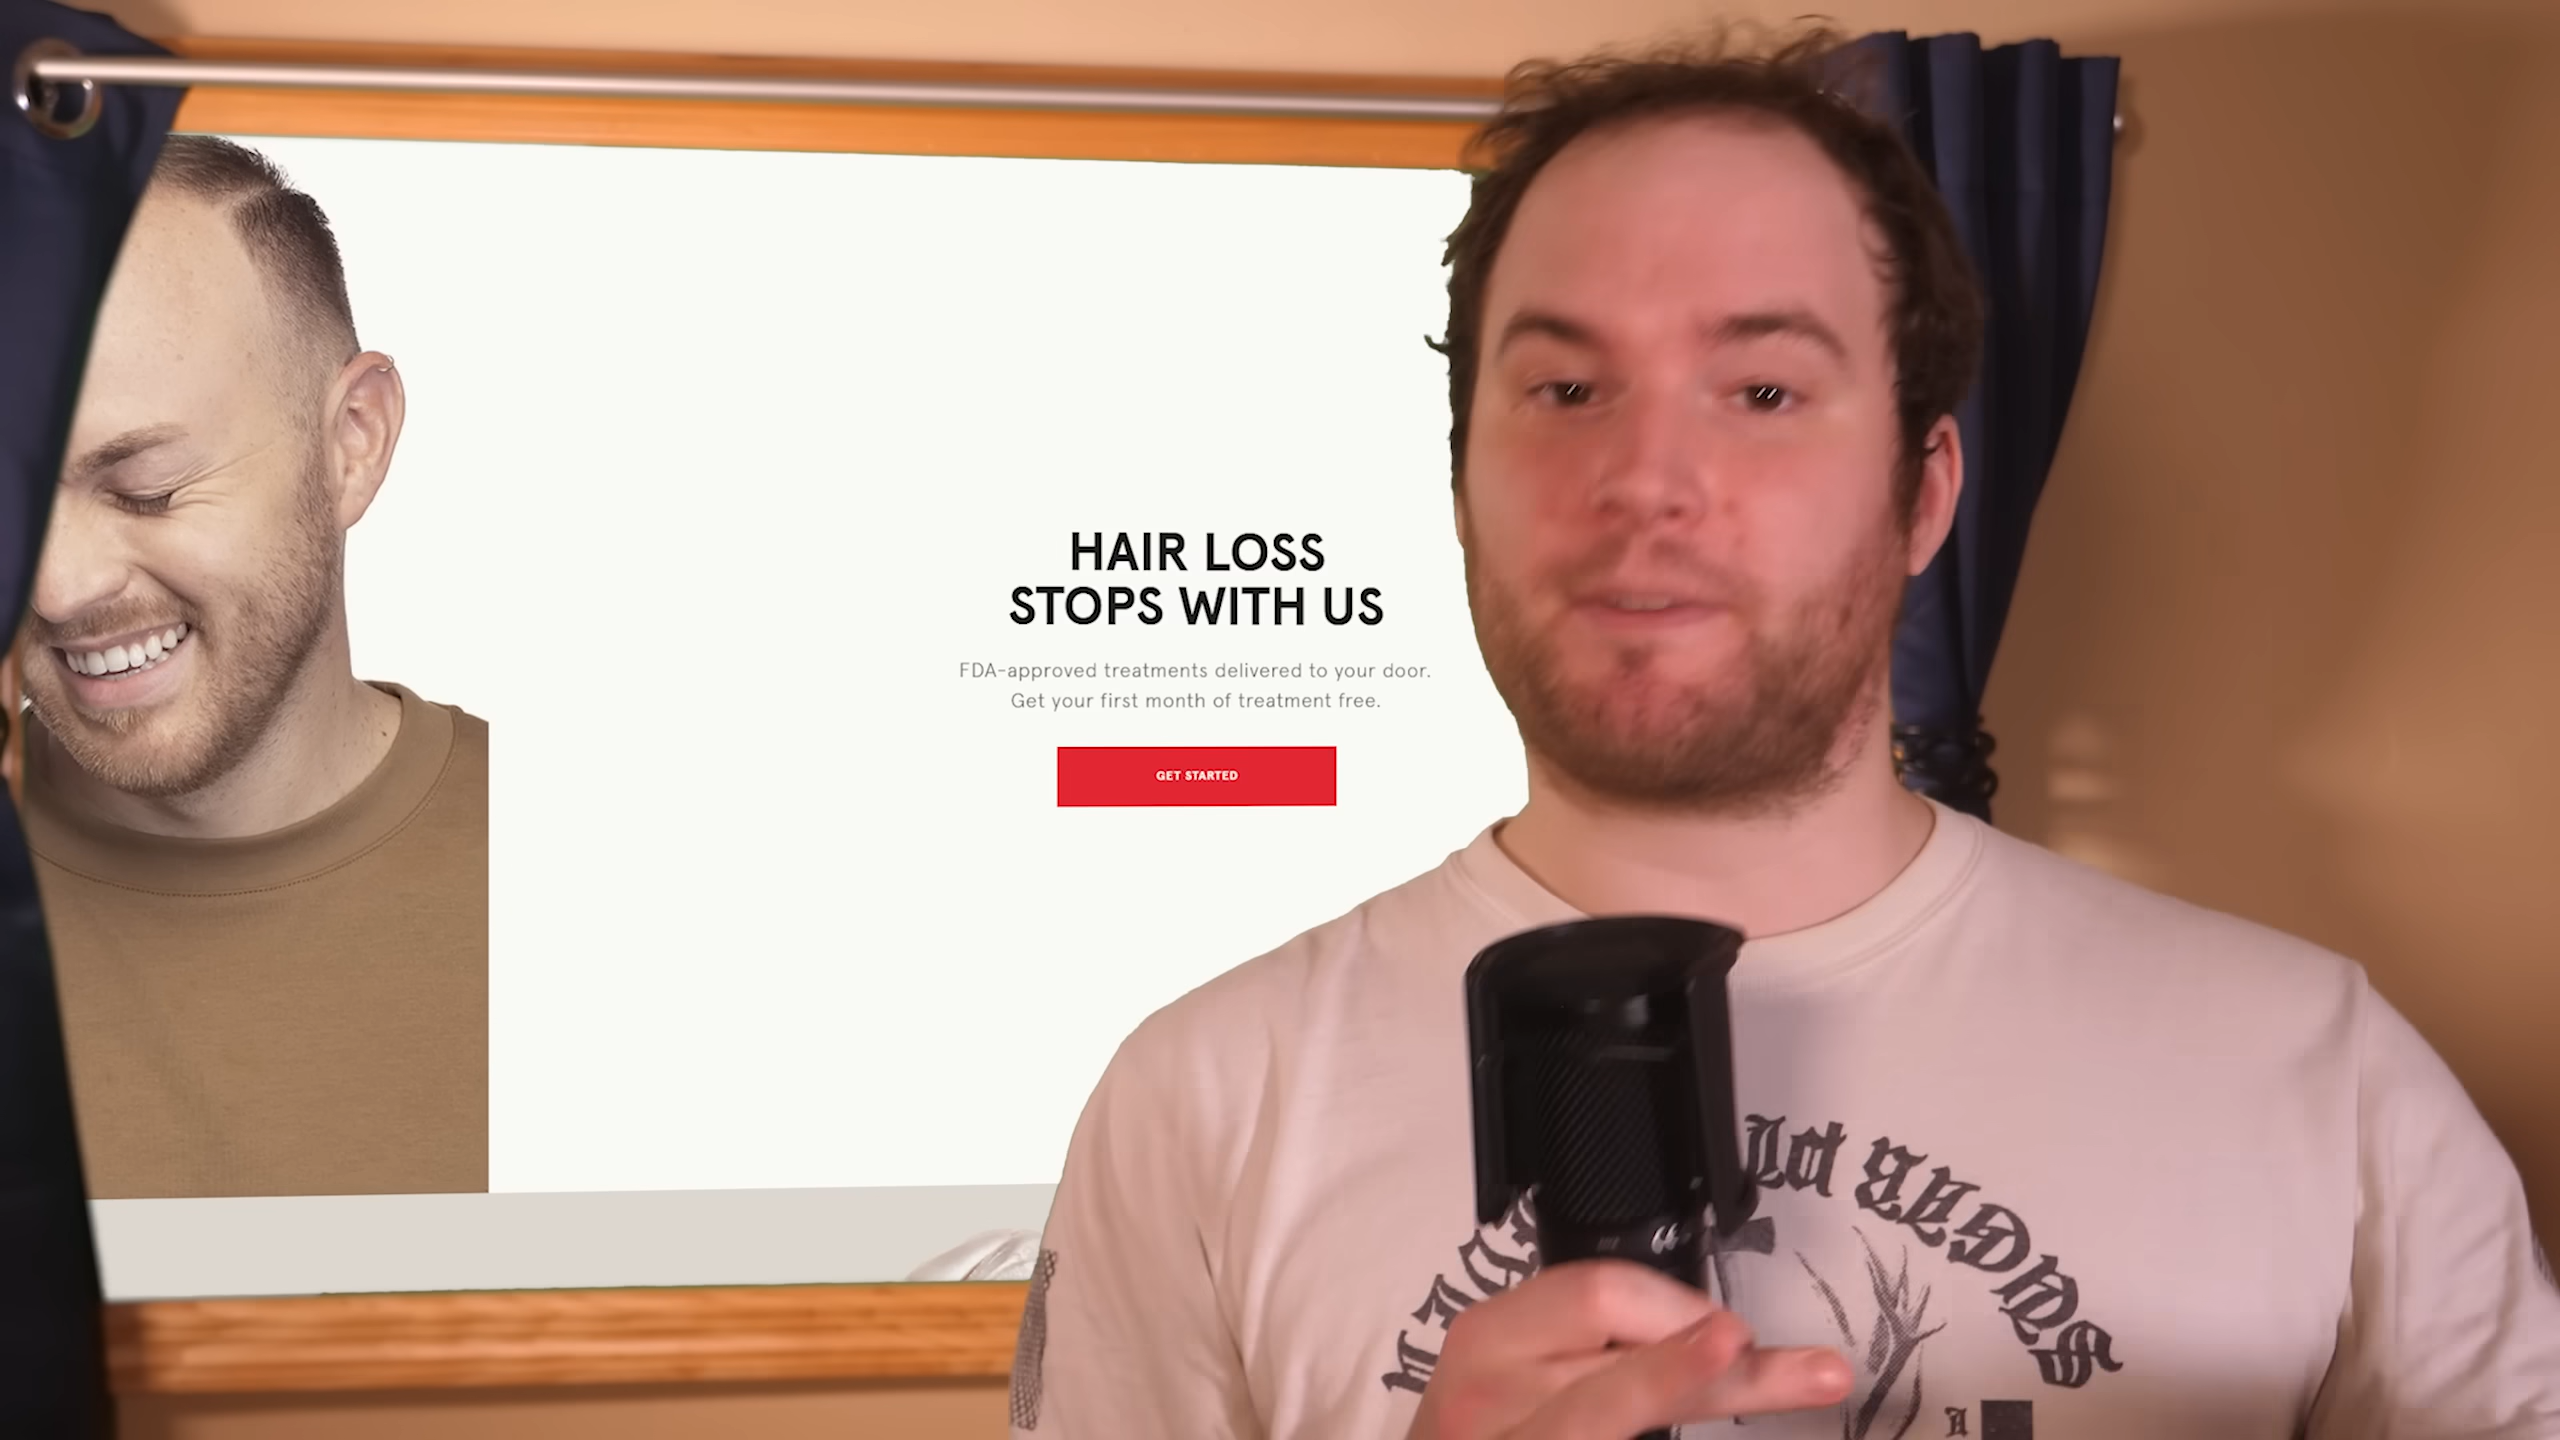 HAIR LOSS
STOPS WITH US
FDA-approved treatments delivered to your door.
Get your first month of treatment free.
GET STARTED